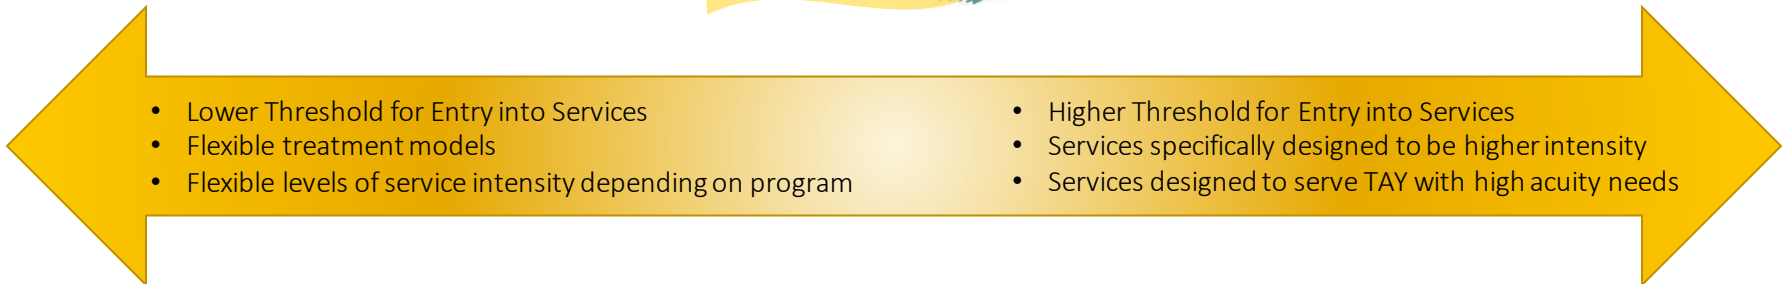 • Lower Threshold for Entry into Services
• Flexible treatment models
• Flexible levels of service intensity depending on program
• Higher Threshold for Entry into Services
• Services specifically designed to be higher intensity
• Services designed to serve TAY with high acuity needs